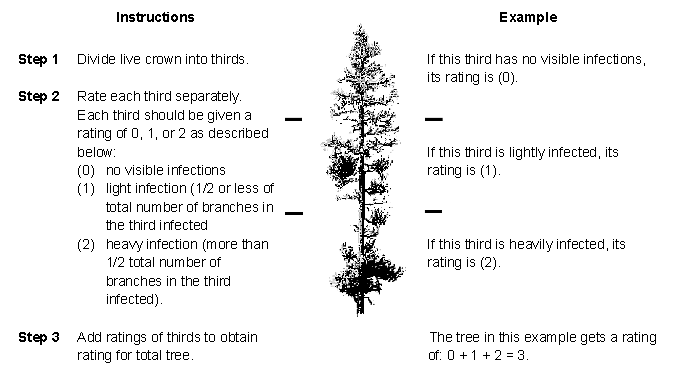 Instructions
Step 1 Divide live crown into thirds.
Step 2 Rate each third separately.
Each third should be given a
rating of 0, 1, or 2 as described
below:
(0) no visible infections
(1) light infection (1/2 or less of
total number of branches in
the third infected
(2) heavy infection (more than
1/2 total number of
branches in the third
infected).
Step 3 Add ratings of thirds to obtain
rating for total tree.
Example
If this third has no visible infections,
its rating is (0).
If this third is lightly infected, its
rating is (1).
If this third is heavily infected, its
rating is (2).
The tree in this example gets a rating
of: 0 + 1 + 2 = 3.